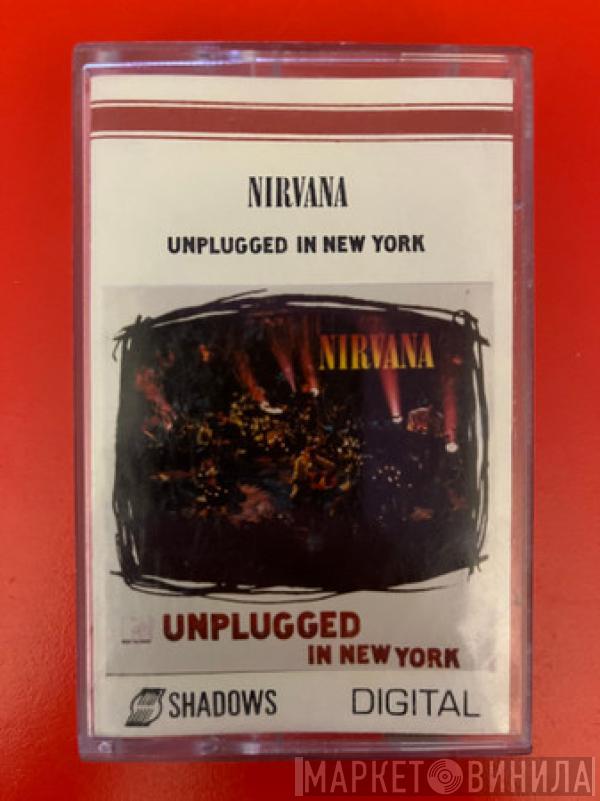 NIRVANA
UNPLUGGED IN NEW YORK
NIRVANA
UNPLUGGED
IN NEW YORK
SHADOWS DIGITAL
МАРКЕТ ВИНИЛА